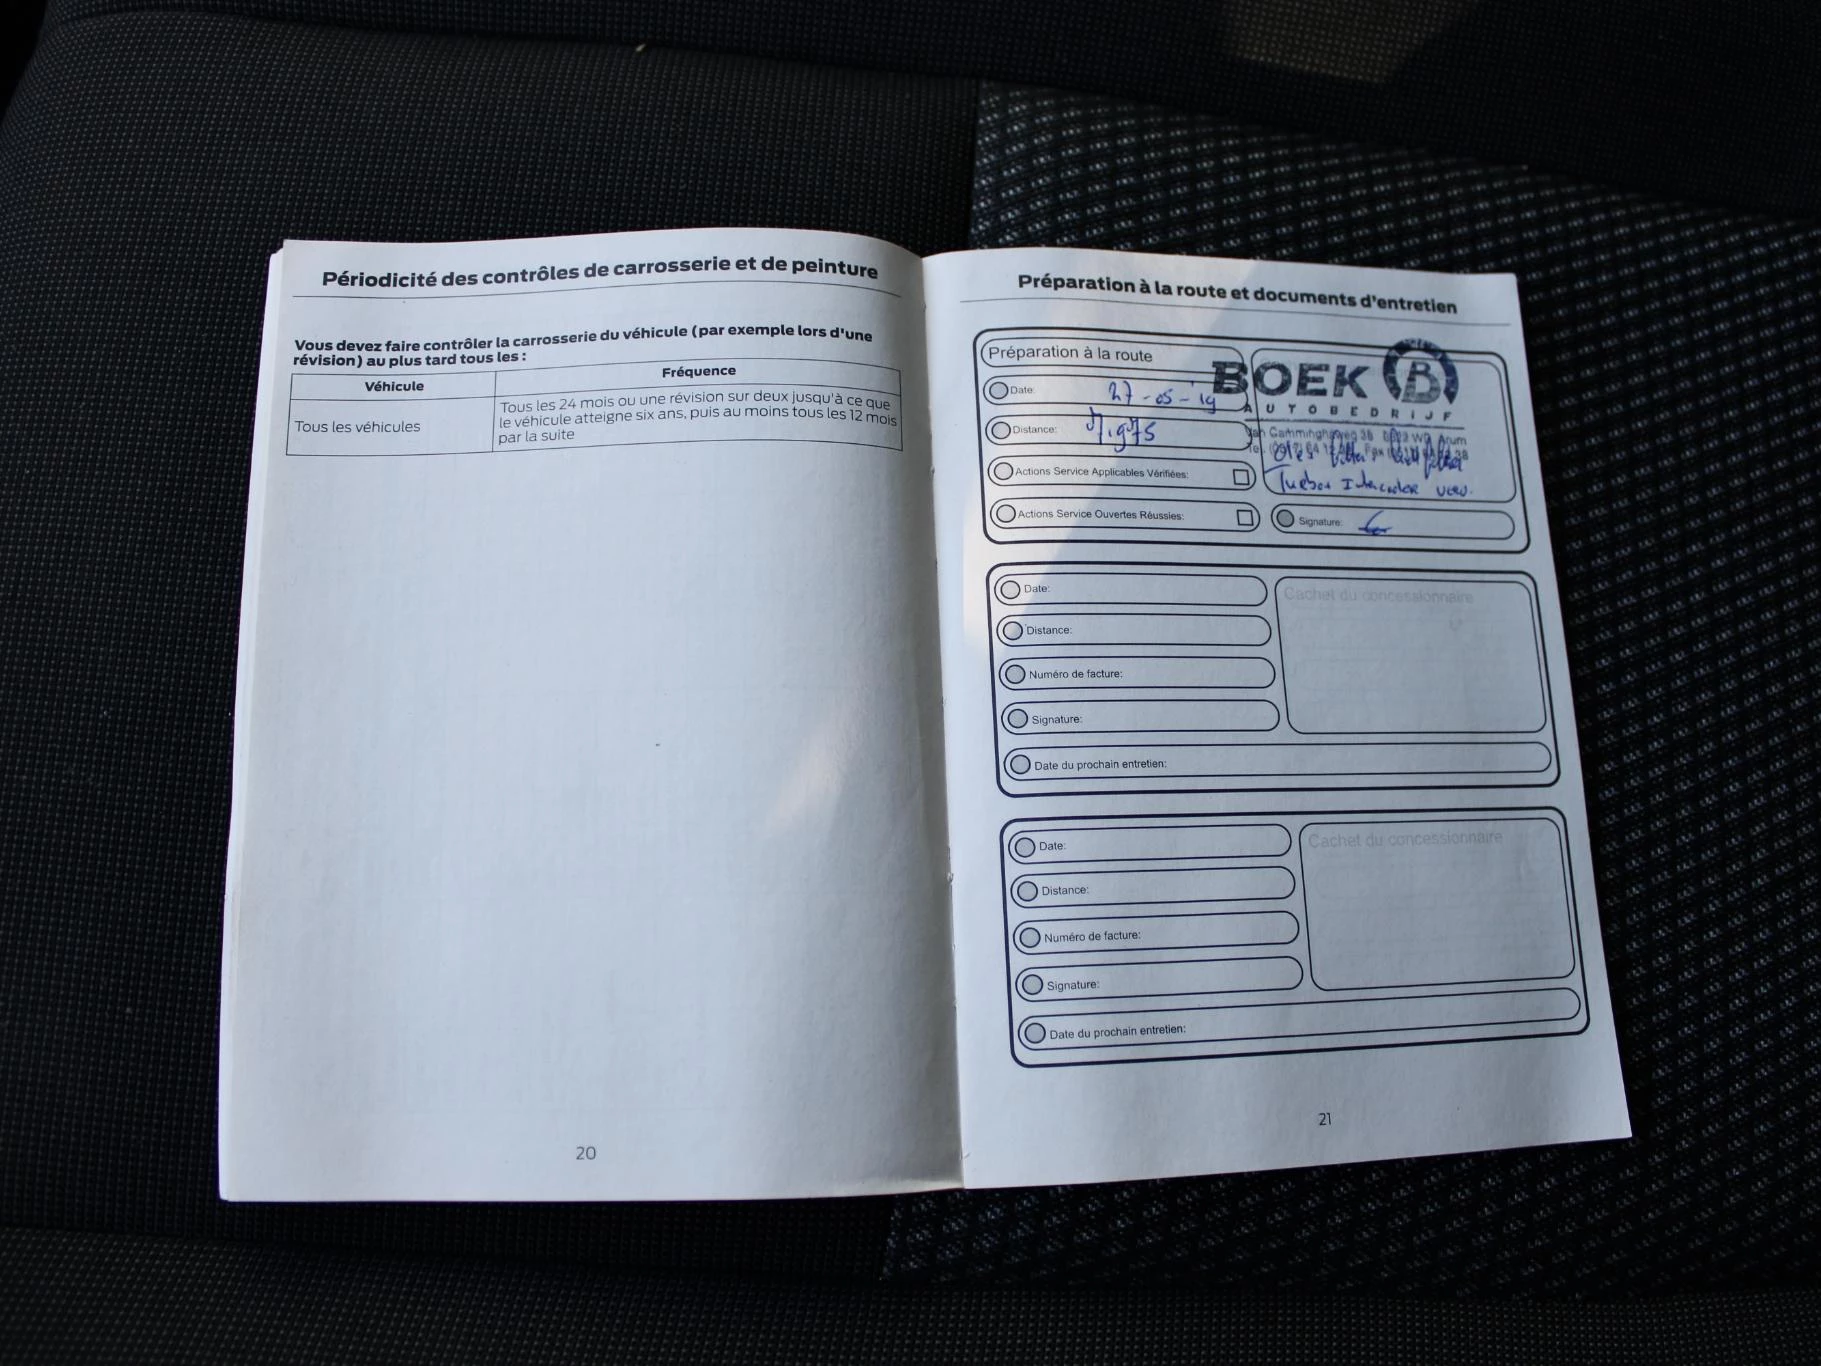 Périodicité des contrôles de carrosserie et de peinture
Vous devez faire contrôler la carrosserie du véhicule (par exemple lors d'une
révision) au plus tard tous les :
Véhicule
Fréquence
Tous les véhicules
Tous les 24 mois ou une révision sur deux jusqu'à ce que
le véhicule atteigne six ans, puis au moins tous les 12 mois
par la suite
20
Préparation à la route et documents d'entretien
Préparation à la route
Date: 27-05-19
Distance:
Actions Service Applicables Vérifiées:
Actions Service Ouvertes Réussies:
BOEK B
AUTOBEDRIJF
Arum
Turbo Intercooler verv.
Signature:
Date:
Distance:
Numéro de facture:
Signature:
Date du prochain entretien:
Cachet du concessionnaire
Date:
Distance:
Numéro de facture:
Signature:
Date du prochain entretien:
Cachet du concessionnaire
21